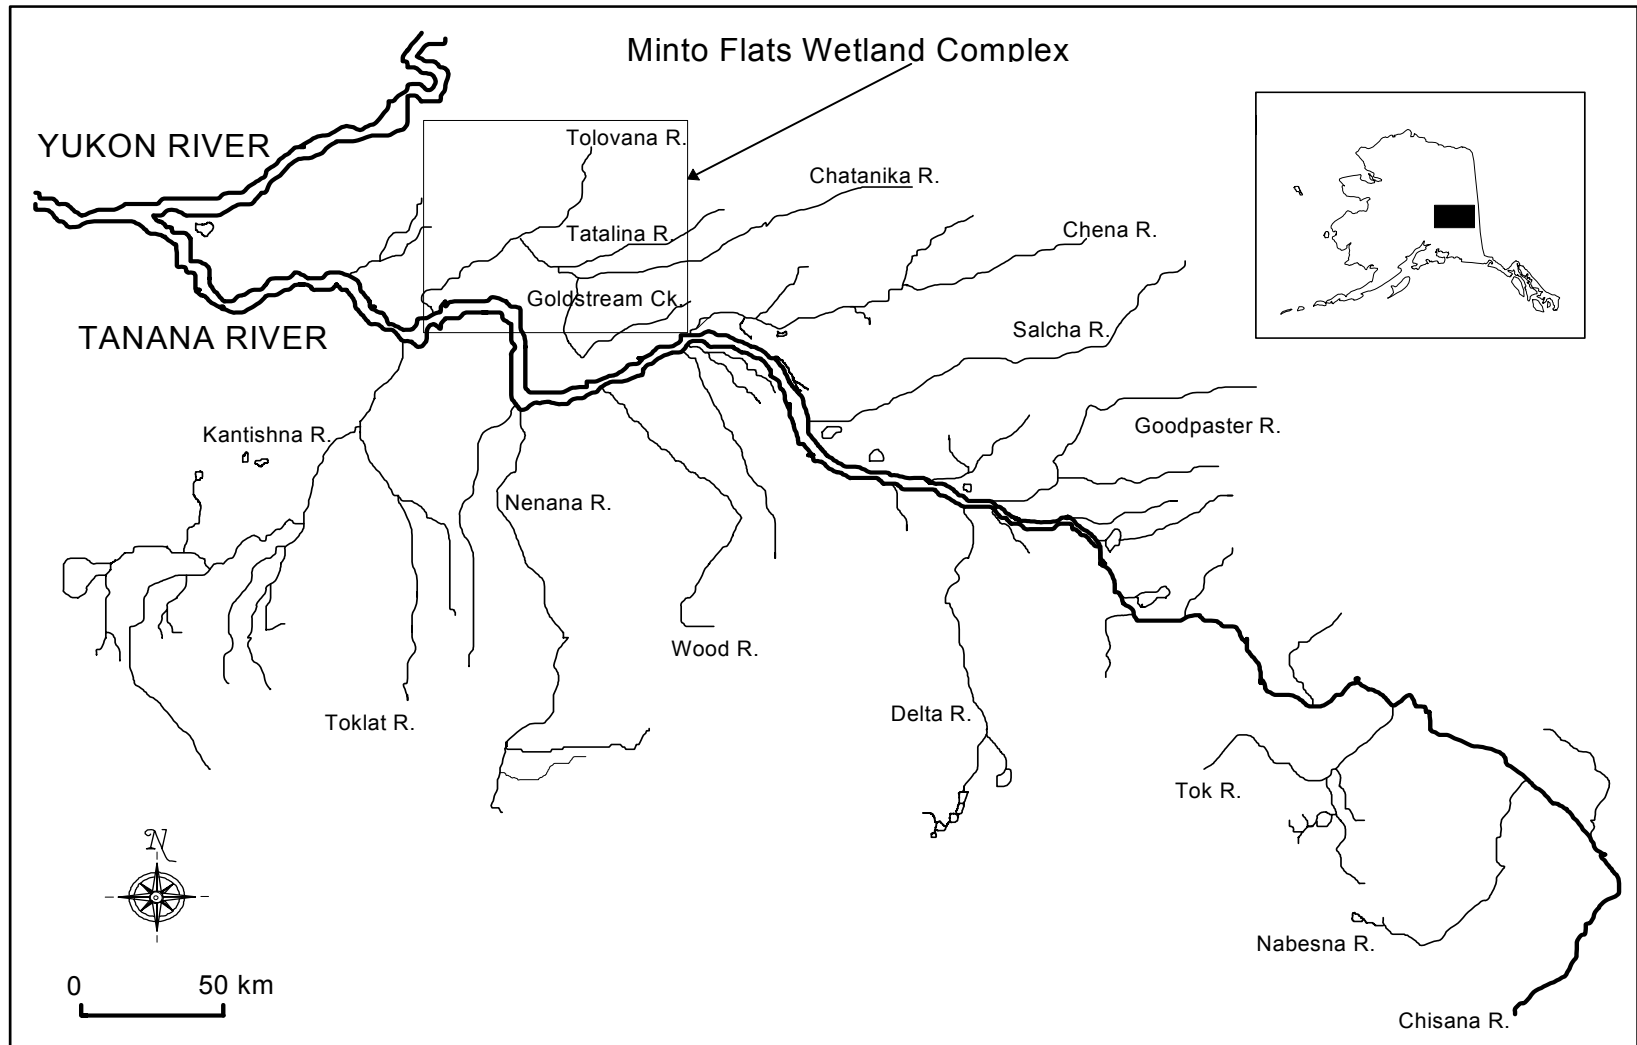 Minto Flats Wetland Complex
YUKON RIVER
Tolovana R.
Chatanika R.
Tatalina R.
Chena R.
Goldstream Ck.
TANANA RIVER
Salcha R.
Kantishna R.
Goodpaster R.
Nenana R.
Wood R.
Toklat R.
Delta R.
Tok R.
N
Nabesna R.
0 50 km
Chisana R.